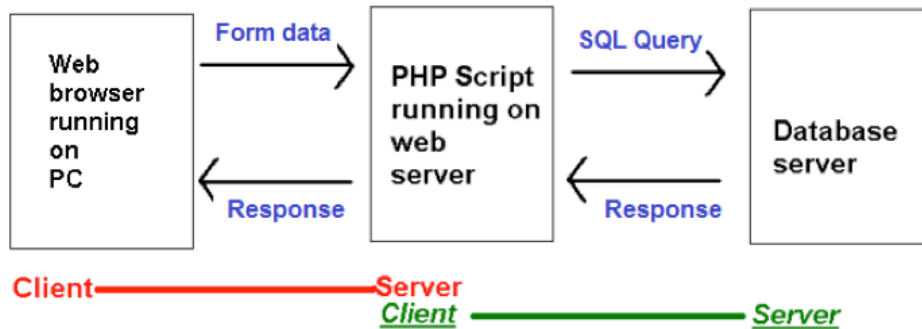 Web
browser
running
on
PC
Form data
Response
PHP Script
running on
web
server
SQL Query
Response
Database
server
Client
Server
Client
Server